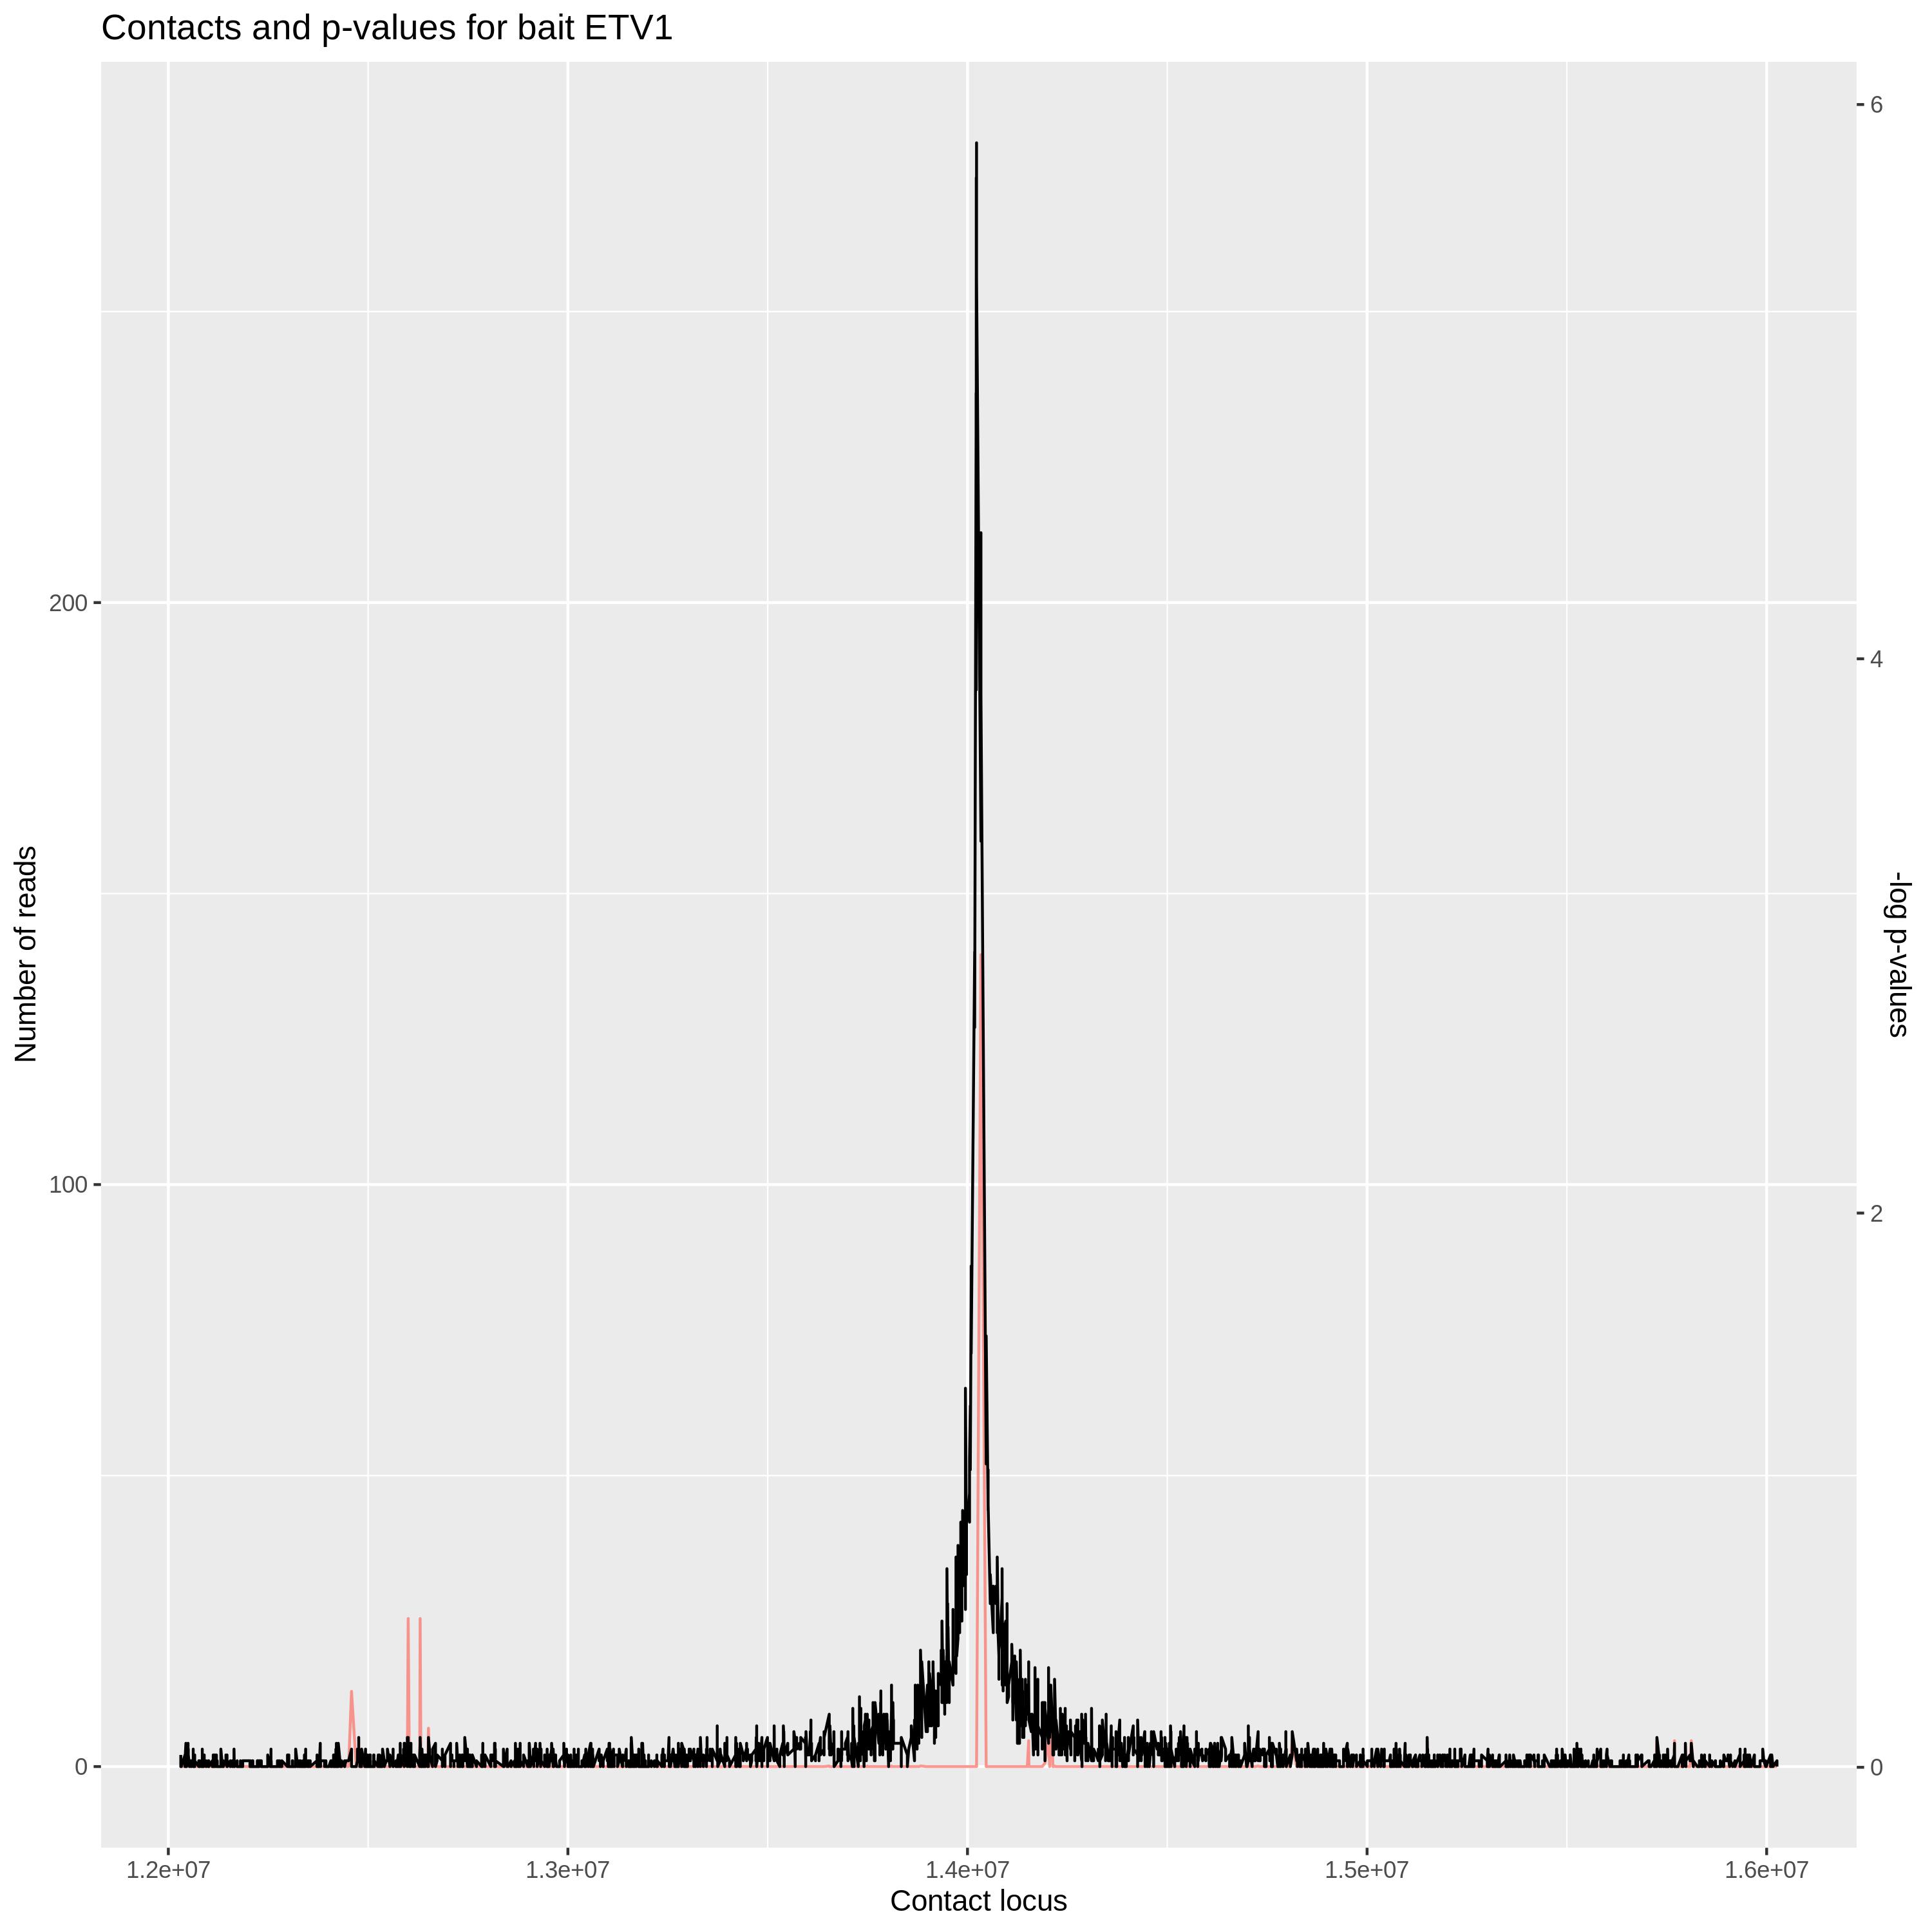 Contacts and p-values for bait ETV1
6
200
4
Number of reads
-log p-values
100
2
0
0
1.2e+07
1.3e+07
1.4e+07
1.5e+07
1.6e+07
Contact locus